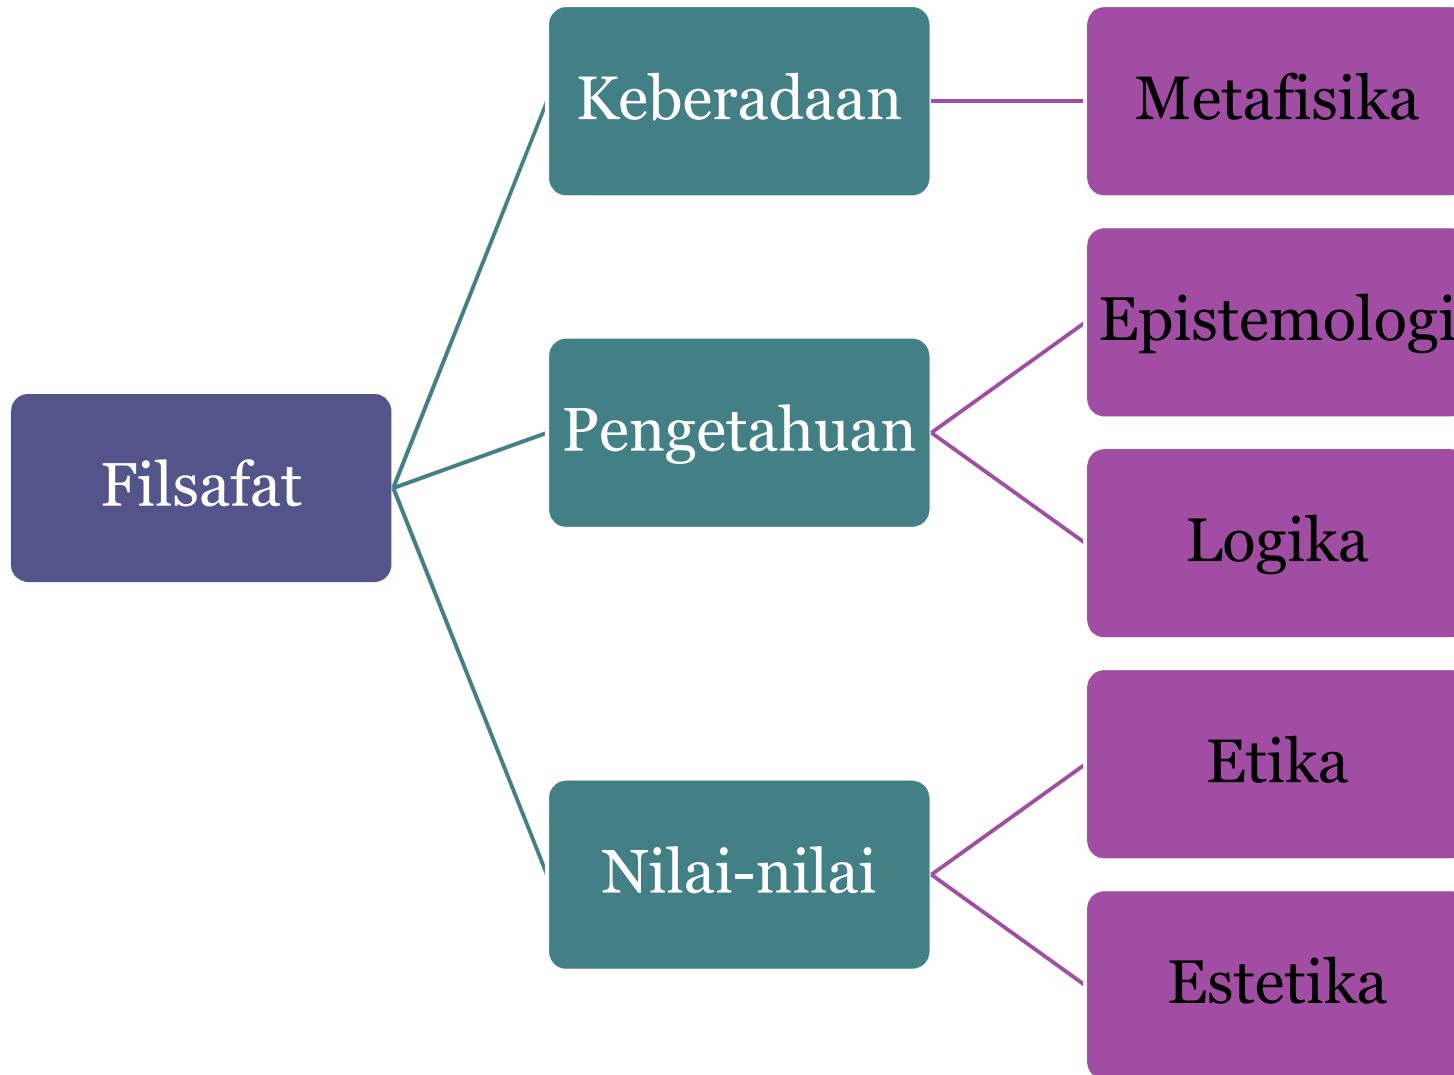 Keberadaan
Metafisika
Epistemologi
Pengetahuan
Filsafat
Logika
Etika
Nilai-nilai
Estetika